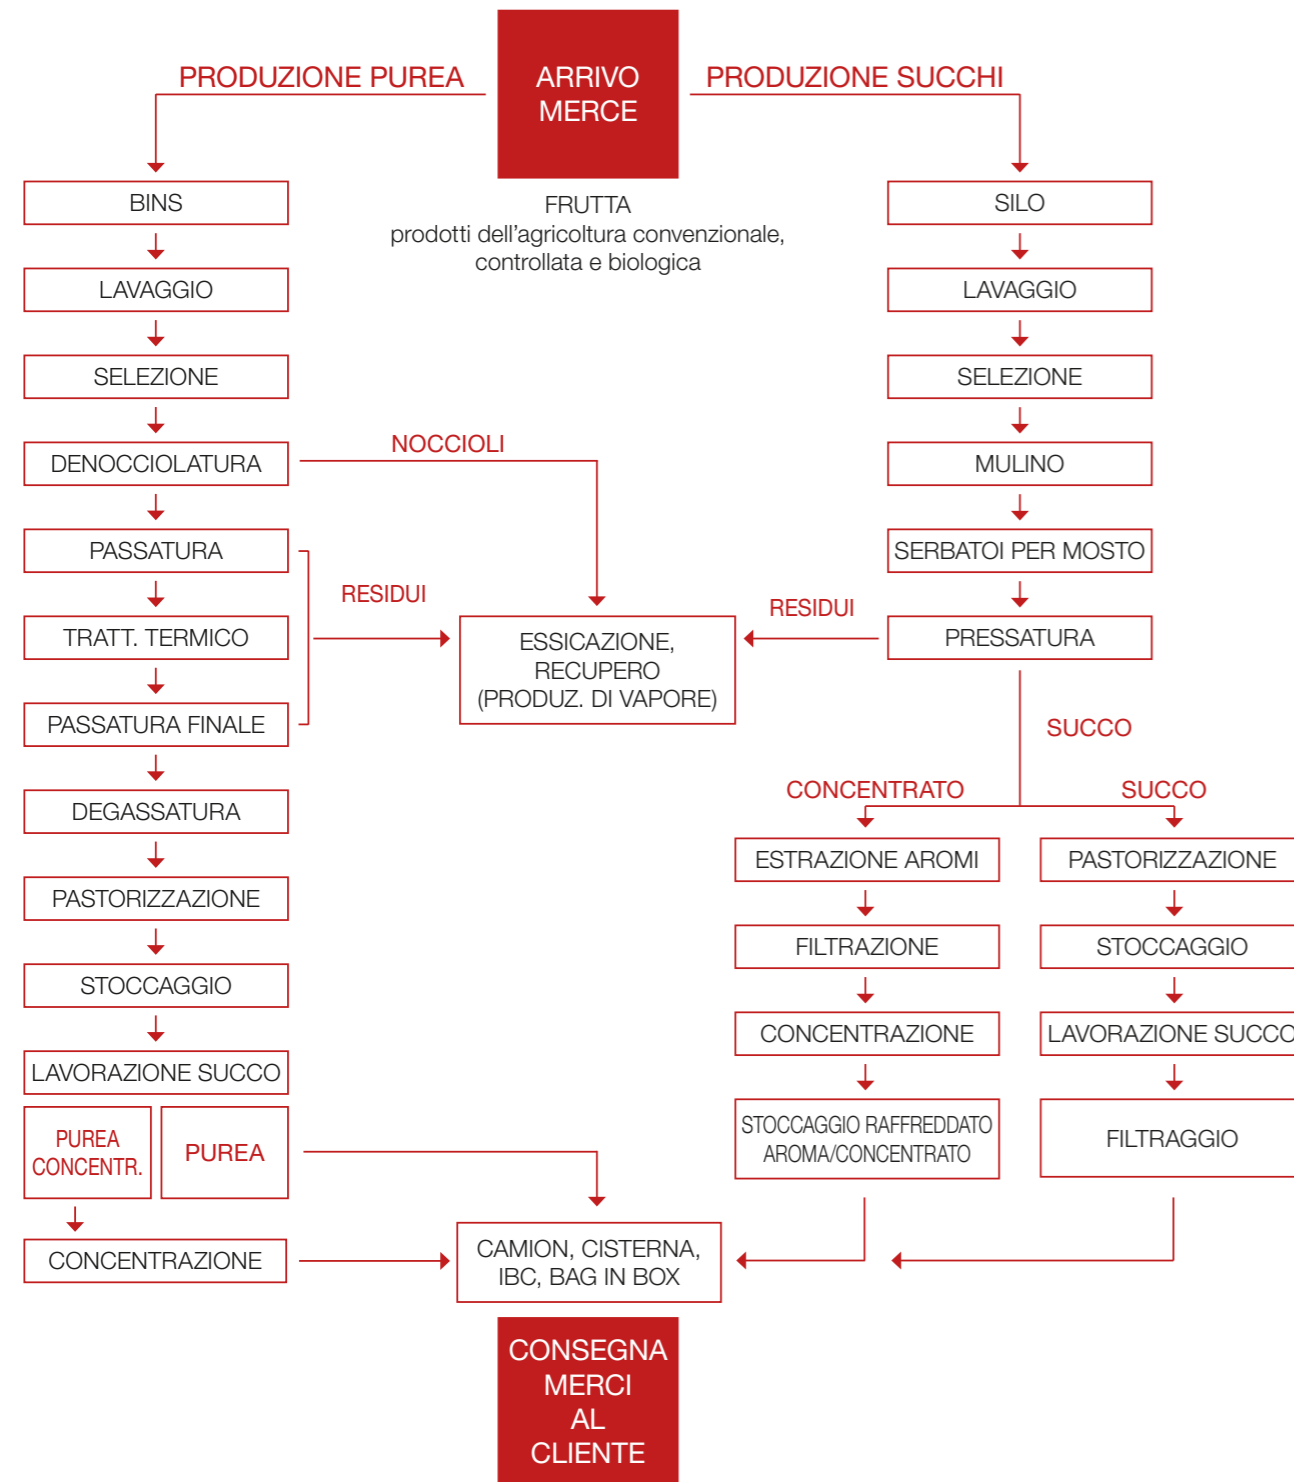 PRODUZIONE PUREA
ARRIVO
MERCE
PRODUZIONE SUCCHI
FRUTTA
prodotti dell'agricoltura convenzionale,
controllata e biologica
BINS
LAVAGGIO
SELEZIONE
DENOCCIOLATURA
NOCCIOLI
PASSATURA
TRATT. TERMICO
PASSATURA FINALE
RESIDUI
ESSICAZIONE,
RECUPERO
(PRODUZ. DI VAPORE)
DEGASSATURA
PASTORIZZAZIONE
STOCCAGGIO
LAVORAZIONE SUCCO
PUREA
CONCENTR.
PUREA
CONCENTRAZIONE
SILO
LAVAGGIO
SELEZIONE
MULINO
SERBATOI PER MOSTO
PRESSATURA
RESIDUI
SUCCO
CONCENTRATO
ESTRAZIONE AROMI
FILTRAZIONE
CONCENTRAZIONE
STOCCAGGIO RAFFREDDATO
AROMA/CONCENTRATO
SUCCO
PASTORIZZAZIONE
STOCCAGGIO
LAVORAZIONE SUCCO
FILTRAGGIO
CAMION, CISTERNA,
IBC, BAG IN BOX
CONSEGNA
MERCI
AL
CLIENTE